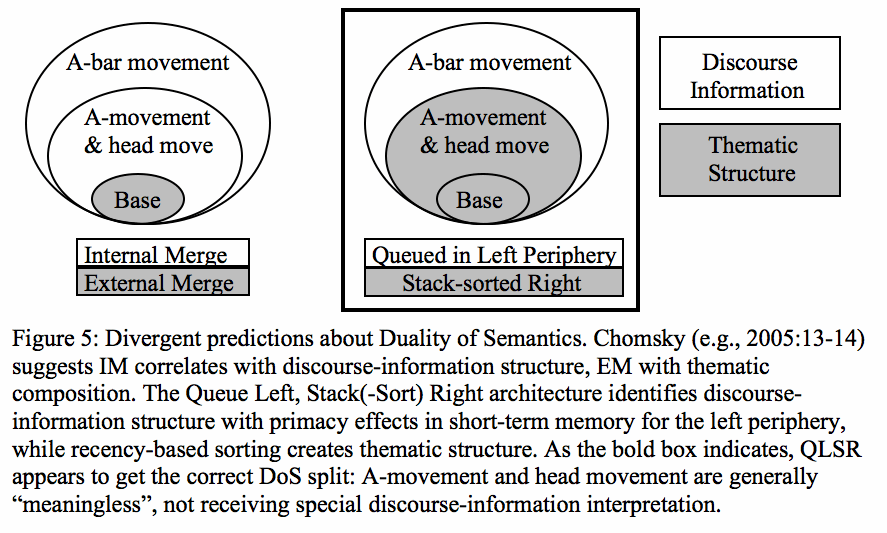 A-bar movement
A-movement
& head move
Base
Internal Merge
External Merge
A-bar movement
A-movement
& head move
Base
Queued in Left Periphery
Stack-sorted Right
Discourse
Information
Thematic
Structure
Figure 5: Divergent predictions about Duality of Semantics. Chomsky (e.g., 2005:13-14)
suggests IM correlates with discourse-information structure, EM with thematic
composition. The Queue Left, Stack(-Sort) Right architecture identifies discourse-
information structure with primacy effects in short-term memory for the left periphery,
while recency-based sorting creates thematic structure. As the bold box indicates, QLSR
appears to get the correct DoS split: A-movement and head movement are generally
“meaningless”, not receiving special discourse-information interpretation.